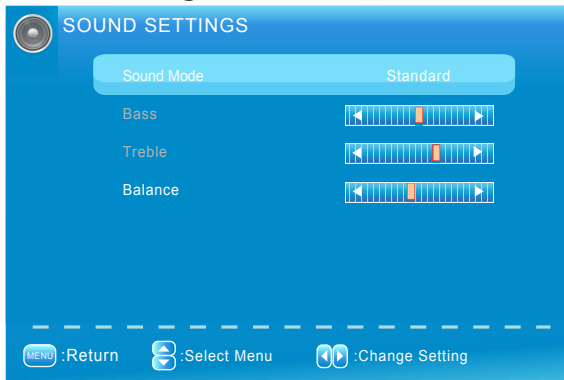 SOUND SETTINGS
Sound Mode Standard
Bass
Treble
Balance
MENU :Return :Select Menu :Change Setting